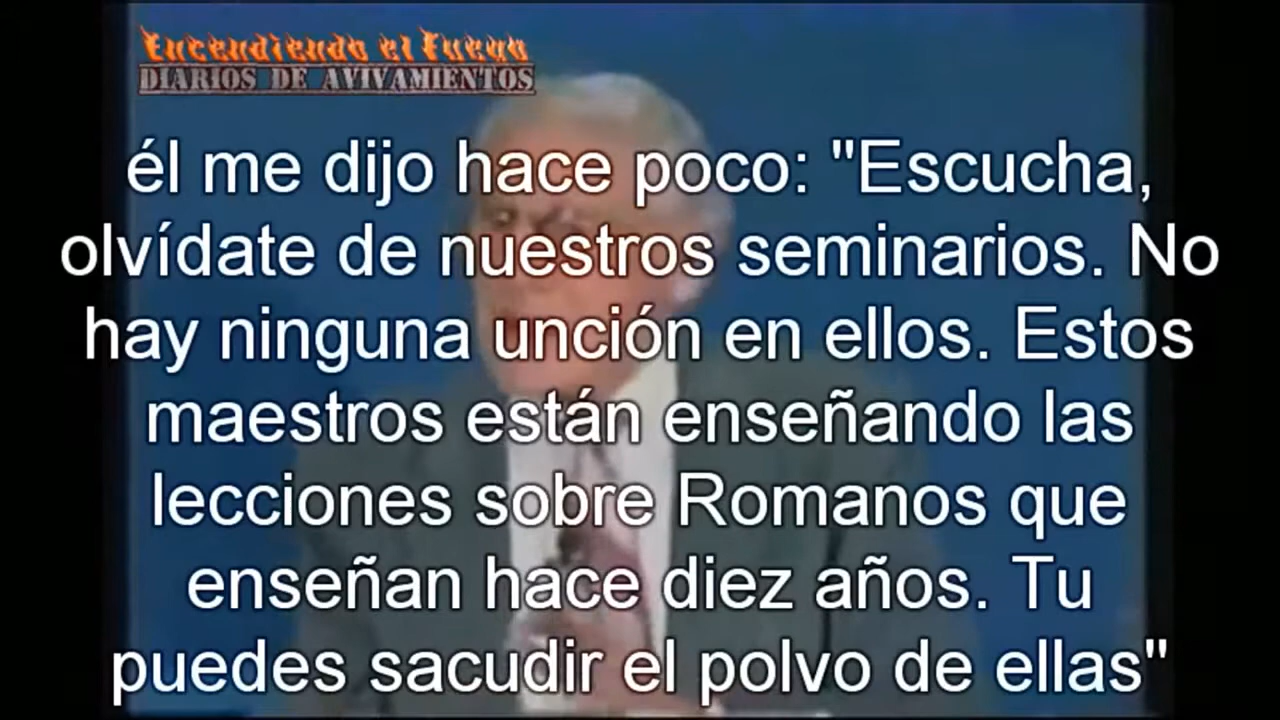 Encendiendo el Fuego
DIARIOS DE AVIVAMIENTOS
él me dijo hace poco: "Escucha,
olvídate de nuestros seminarios. No
hay ninguna unción en ellos. Estos
maestros están enseñando las
lecciones sobre Romanos que
enseñan hace diez años. Tu
puedes sacudir el polvo de ellas"